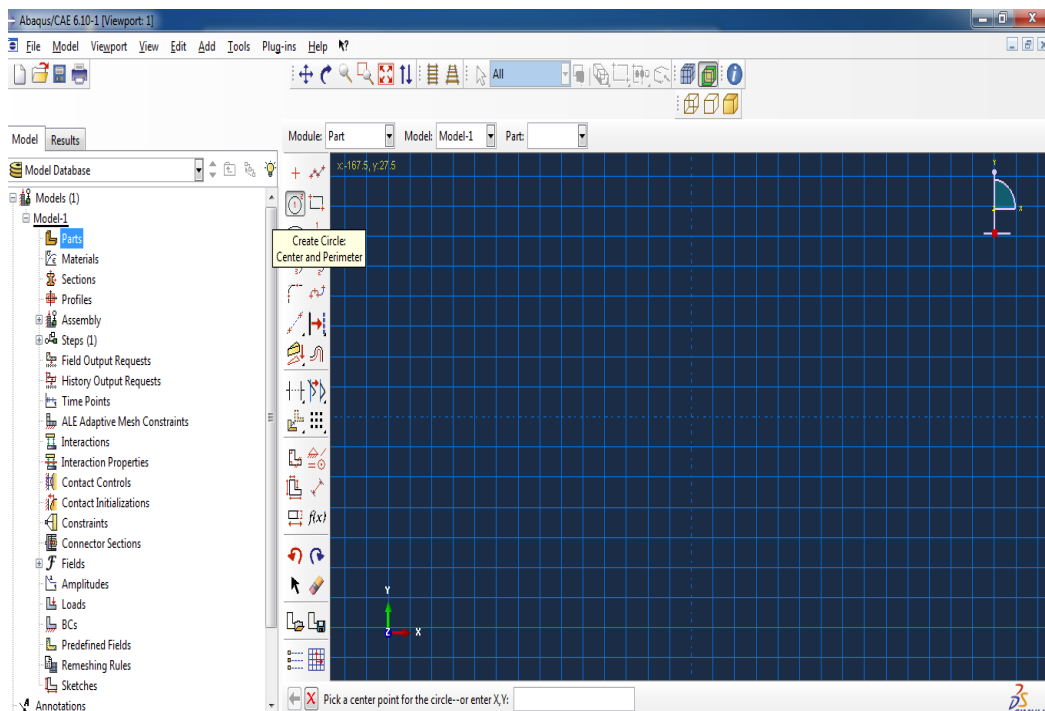 Abaqus/CAE 6.10-1 [Viewport: 1]
File Model Viewport View Edit Add Tools Plug-ins Help
All
Model Results
Module: Part Model: Model-1 Part:
Model Database
x:-167.5, y:27.5
Models (1)
Model-1
Parts
Materials
Sections
Profiles
Assembly
Steps (1)
Field Output Requests
History Output Requests
Time Points
ALE Adaptive Mesh Constraints
Interactions
Interaction Properties
Contact Controls
Contact Initializations
Constraints
Connector Sections
Fields
Amplitudes
Loads
BCs
Predefined Fields
Remeshing Rules
Sketches
Annotations
Create Circle:
Center and Perimeter
f(x)
Y
X
Y
Z X
Pick a center point for the circle--or enter X,Y: